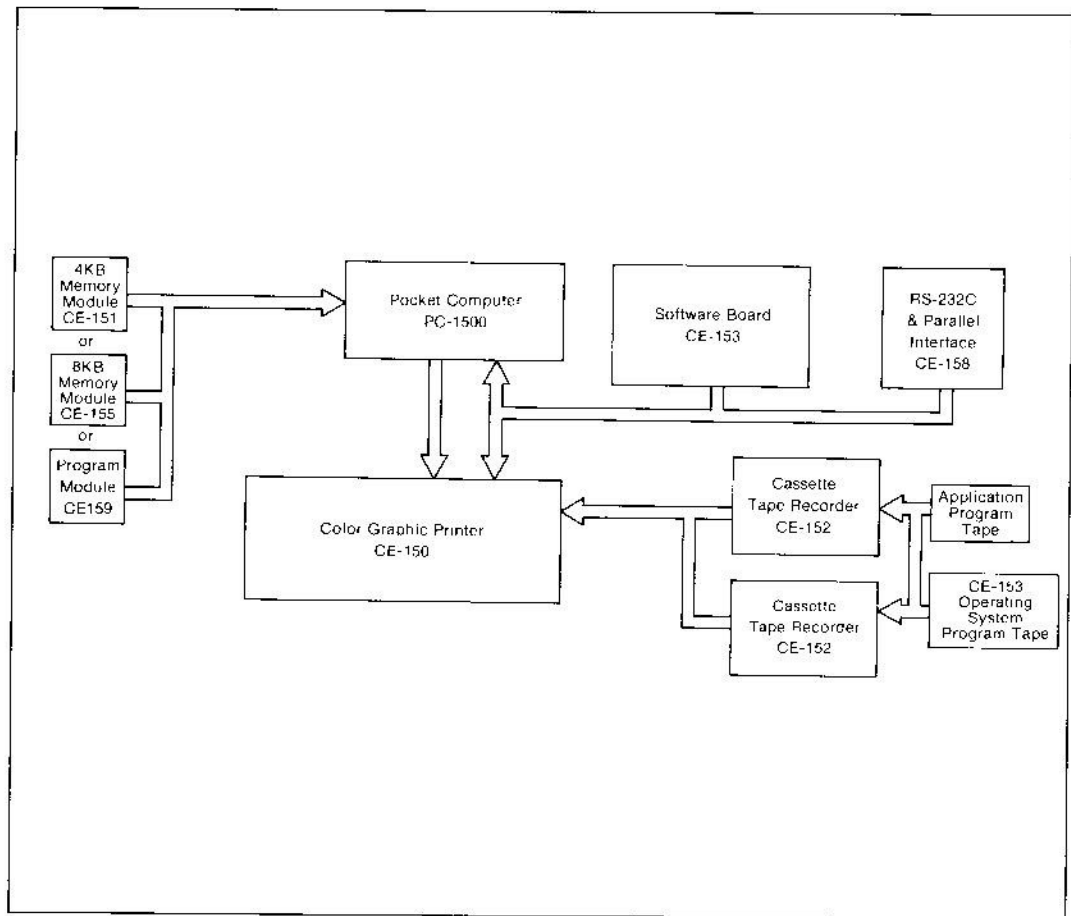 4KB
Memory
Module
CE-151
or
8KB
Memory
Module
CE-155
or
Program
Module
CE159
Pocket Computer
PC-1500
Software Board
CE-153
RS-232C
& Parallel
Interface
CE-158
Color Graphic Printer
CE-150
Cassette
Tape Recorder
CE-152
Cassette
Tape Recorder
CE-152
Application
Program
Tape
CE-153
Operating
System
Program Tape